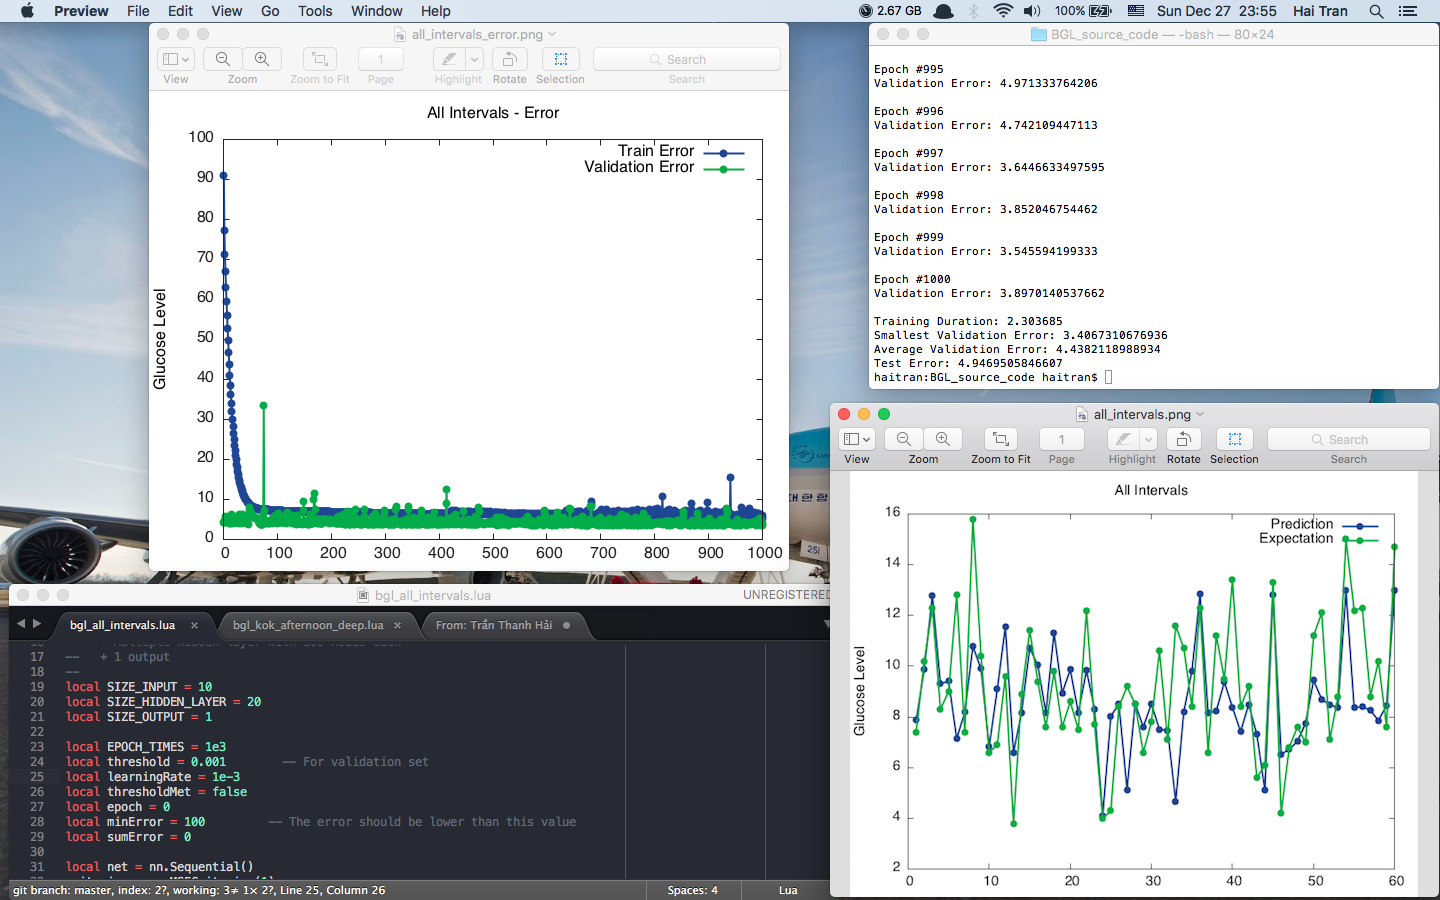 Preview File Edit View Go Tools Window Help 2.67 GB 100% Sun Dec 27 23:55 Hai Tran
all_intervals_error.png
1
Search
View Zoom Zoom to Fit Page Highlight Rotate Selection Search
All Intervals - Error
Train Error
Validation Error
100
90
80
70
60
50
40
30
20
10
0
Glucose Level
0 100 200 300 400 500 600 700 800 900 1000
BGL_source_code — -bash — 80×24
Epoch #995
Validation Error: 4.971333764206
Epoch #996
Validation Error: 4.742109447113
Epoch #997
Validation Error: 3.6446633497595
Epoch #998
Validation Error: 3.852046754462
Epoch #999
Validation Error: 3.545594199333
Epoch #1000
Validation Error: 3.8970140537662
Training Duration: 2.303685
Smallest Validation Error: 3.4067310676936
Average Validation Error: 4.4382118988934
Test Error: 4.9469505846607
haitran:BGL_source_code haitran$
대한항
251
bgl_all_intervals.lua UNREGISTERED
bgl_all_intervals.lua × bgl_kok_afternoon_deep.lua × From: Trần Thanh Hải
17 -- + 1 output
18 --
19 local SIZE_INPUT = 10
20 local SIZE_HIDDEN_LAYER = 20
21 local SIZE_OUTPUT = 1
22
23 local EPOCH_TIMES = 1e3
24 local threshold = 0.001 -- For validation set
25 local learningRate = 1e-3
26 local thresholdMet = false
27 local epoch = 0
28 local minError = 100 -- The error should be lower than this value
29 local sumError = 0
30
31 local net = nn.Sequential()
git branch: master, index: 2?, working: 3≠ 1× 2?, Line 25, Column 26 Spaces: 4 Lua
all_intervals.png
1
Search
View Zoom Zoom to Fit Page Highlight Rotate Selection Search
All Intervals
Prediction
Expectation
16
14
12
10
8
6
4
2
Glucose Level
0 10 20 30 40 50 60